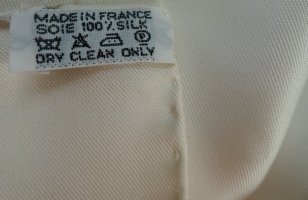 MADE IN FRANCE
SOIE 100% SILK
DRY CLEAN ONLY